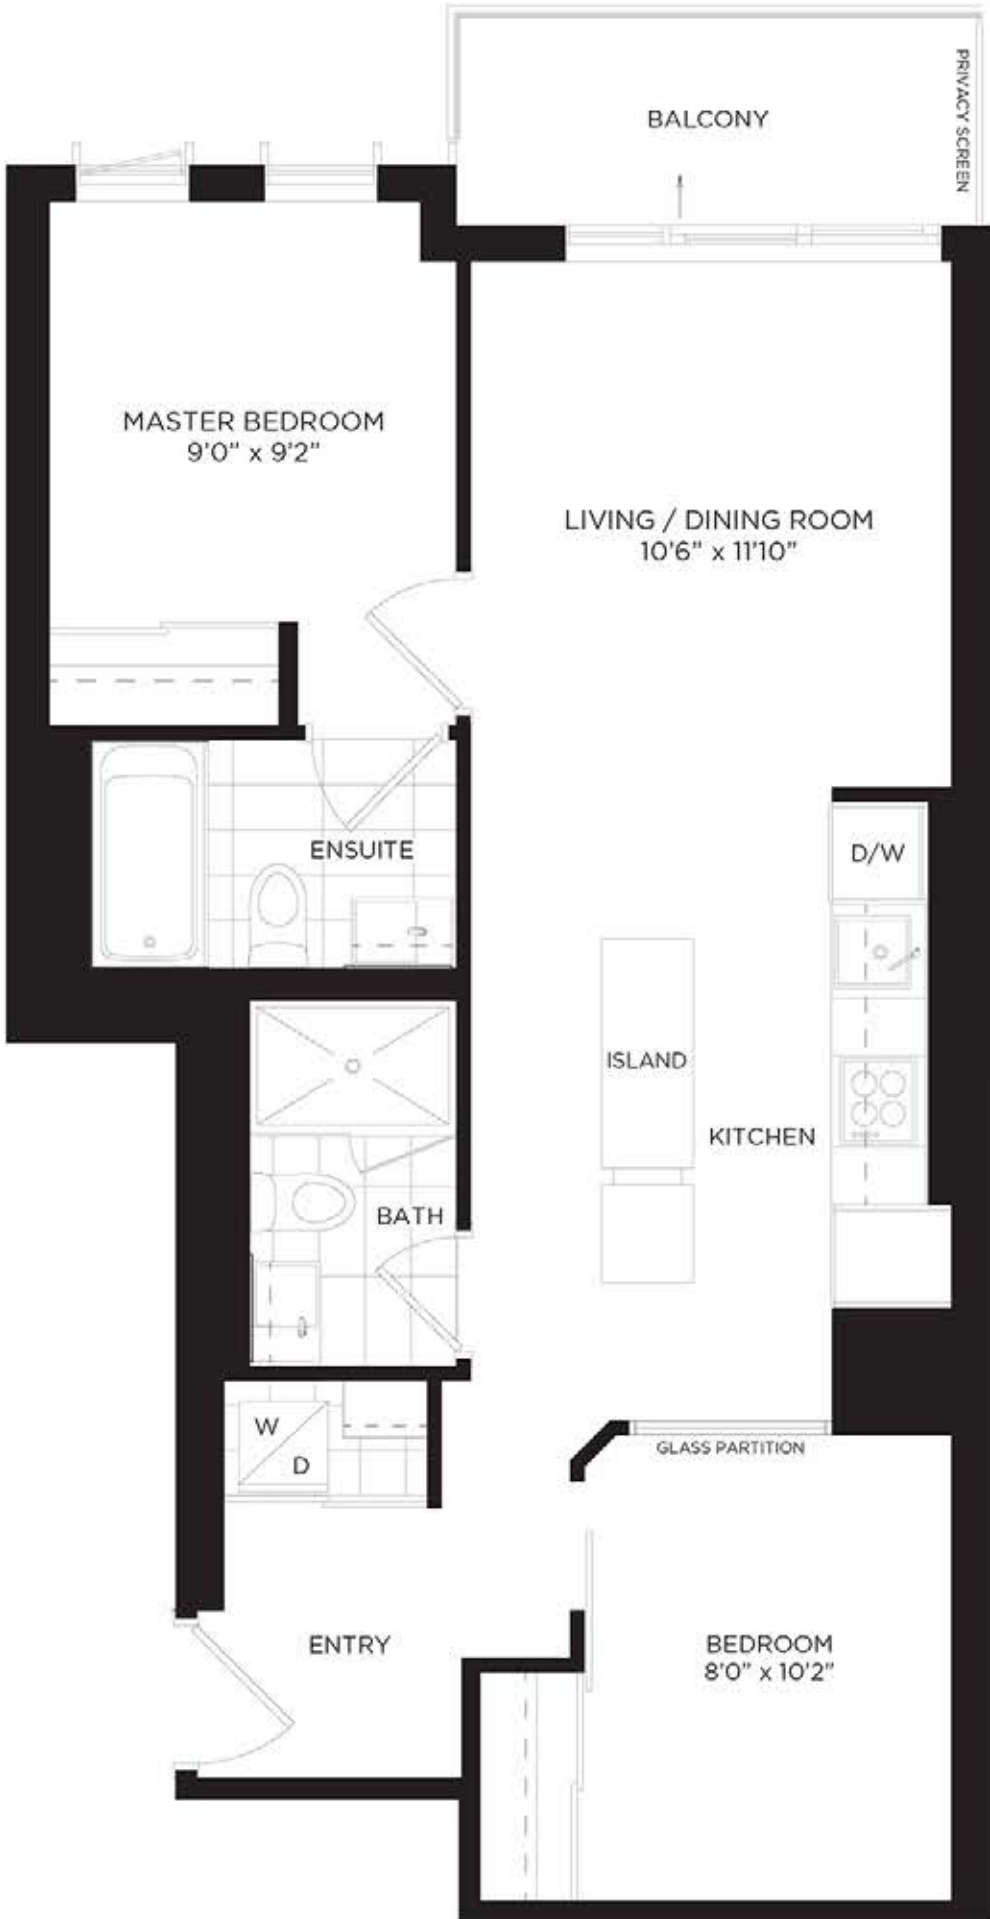 BALCONY
PRIVACY SCREEN
MASTER BEDROOM
9'0" x 9'2"
LIVING / DINING ROOM
10'6" x 11'10"
ENSUITE
D/W
ISLAND
KITCHEN
BATH
W
D
GLASS PARTITION
ENTRY
BEDROOM
8'0" x 10'2"